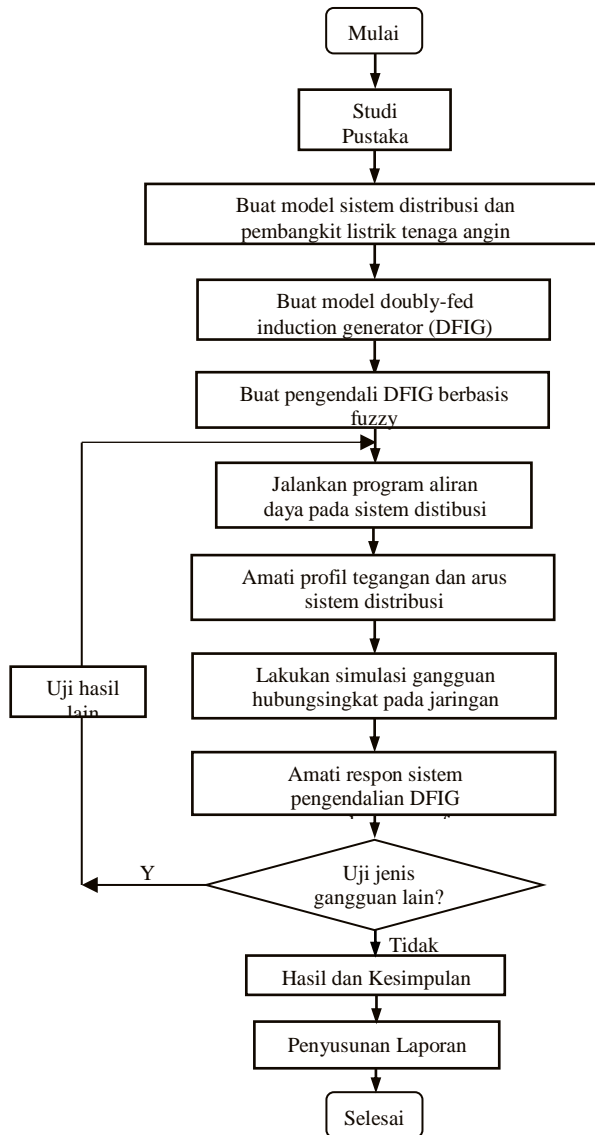 Mulai
Studi
Pustaka
Buat model sistem distribusi dan
pembangkit listrik tenaga angin
Buat model doubly-fed
induction generator (DFIG)
Buat pengendali DFIG berbasis
fuzzy
Jalankan program aliran
daya pada sistem distibusi
Amati profil tegangan dan arus
sistem distribusi
Uji hasil
lain
Lakukan simulasi gangguan
hubungsingkat pada jaringan
Amati respon sistem
pengendalian DFIG
Y
Uji jenis
gangguan lain?
Tidak
Hasil dan Kesimpulan
Penyusunan Laporan
Selesai